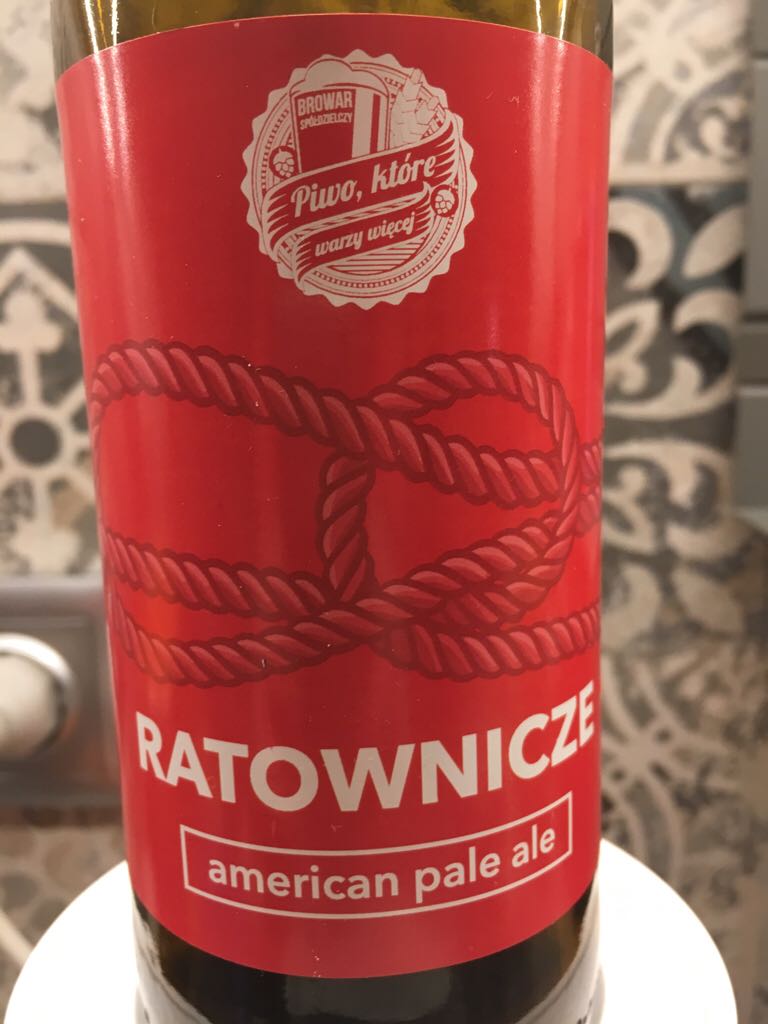 BROWAR
SPÓŁDZIELCZY
Piwo, które
warzy więcej
RATOWNICZE
american pale ale